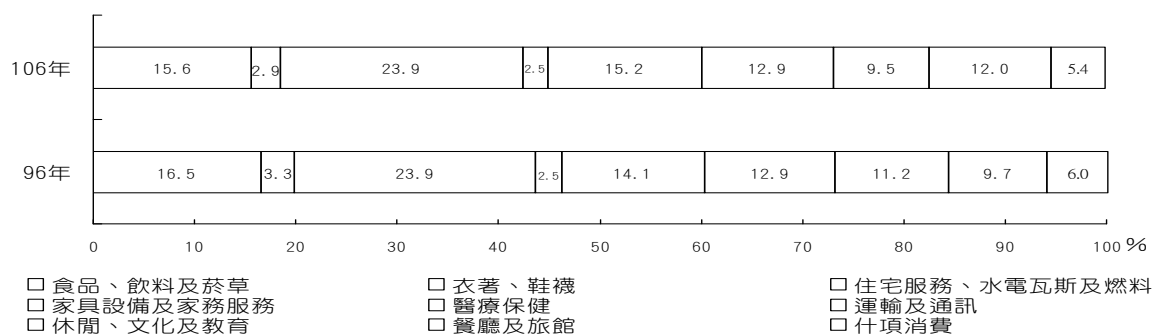 106年 15.6 2.9 23.9 2.5 15.2 12.9 9.5 12.0 5.4
96年 16.5 3.3 23.9 2.5 14.1 12.9 11.2 9.7 6.0
0 10 20 30 40 50 60 70 80 90 100 %
□ 食品、飲料及菸草 □ 衣著、鞋襪 □ 住宅服務、水電瓦斯及燃料
□ 家具設備及家務服務 □ 醫療保健 □ 運輸及通訊
□ 休閒、文化及教育 □ 餐廳及旅館 □ 什項消費